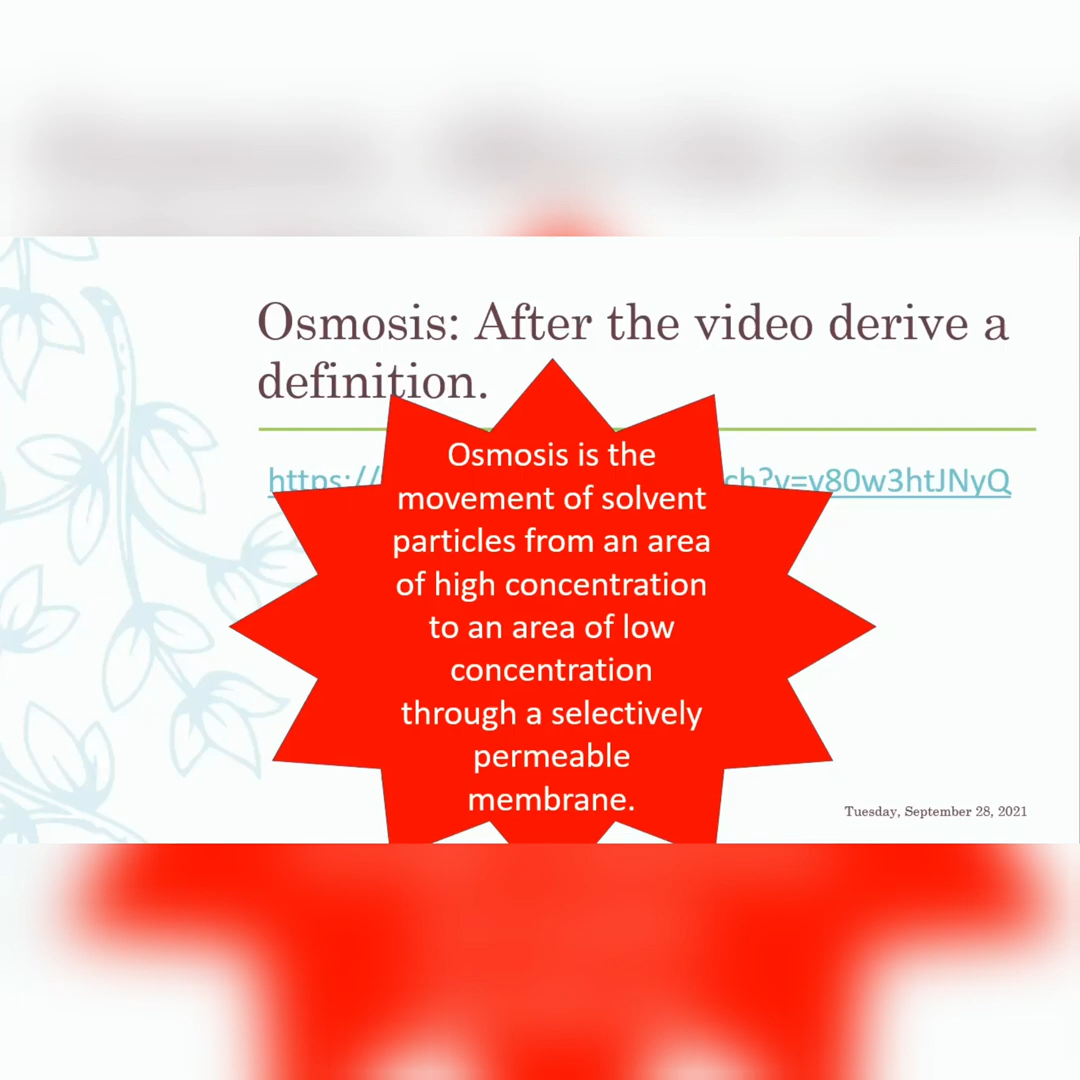 Osmosis: After the video derive a
definition.
https:// ch?v=y80w3htJNyQ
Osmosis is the
movement of solvent
particles from an area
of high concentration
to an area of low
concentration
through a selectively
permeable
membrane.
Tuesday, September 28, 2021